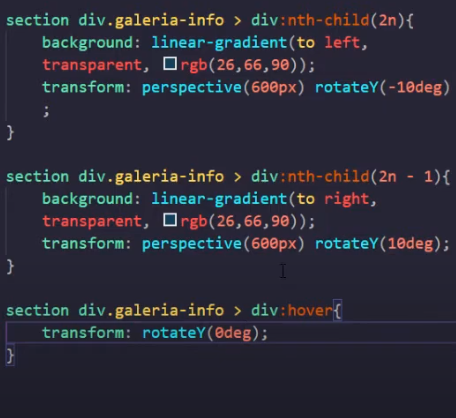 section div.galeria-info > div:nth-child(2n){
    background: linear-gradient(to left,
    transparent, rgb(26,66,90));
    transform: perspective(600px) rotateY(-10deg)
    ;
}
section div.galeria-info > div:nth-child(2n - 1){
    background: linear-gradient(to right,
    transparent, rgb(26,66,90));
    transform: perspective(600px) rotateY(10deg);
}
section div.galeria-info > div:hover{
    transform: rotateY(0deg);
}